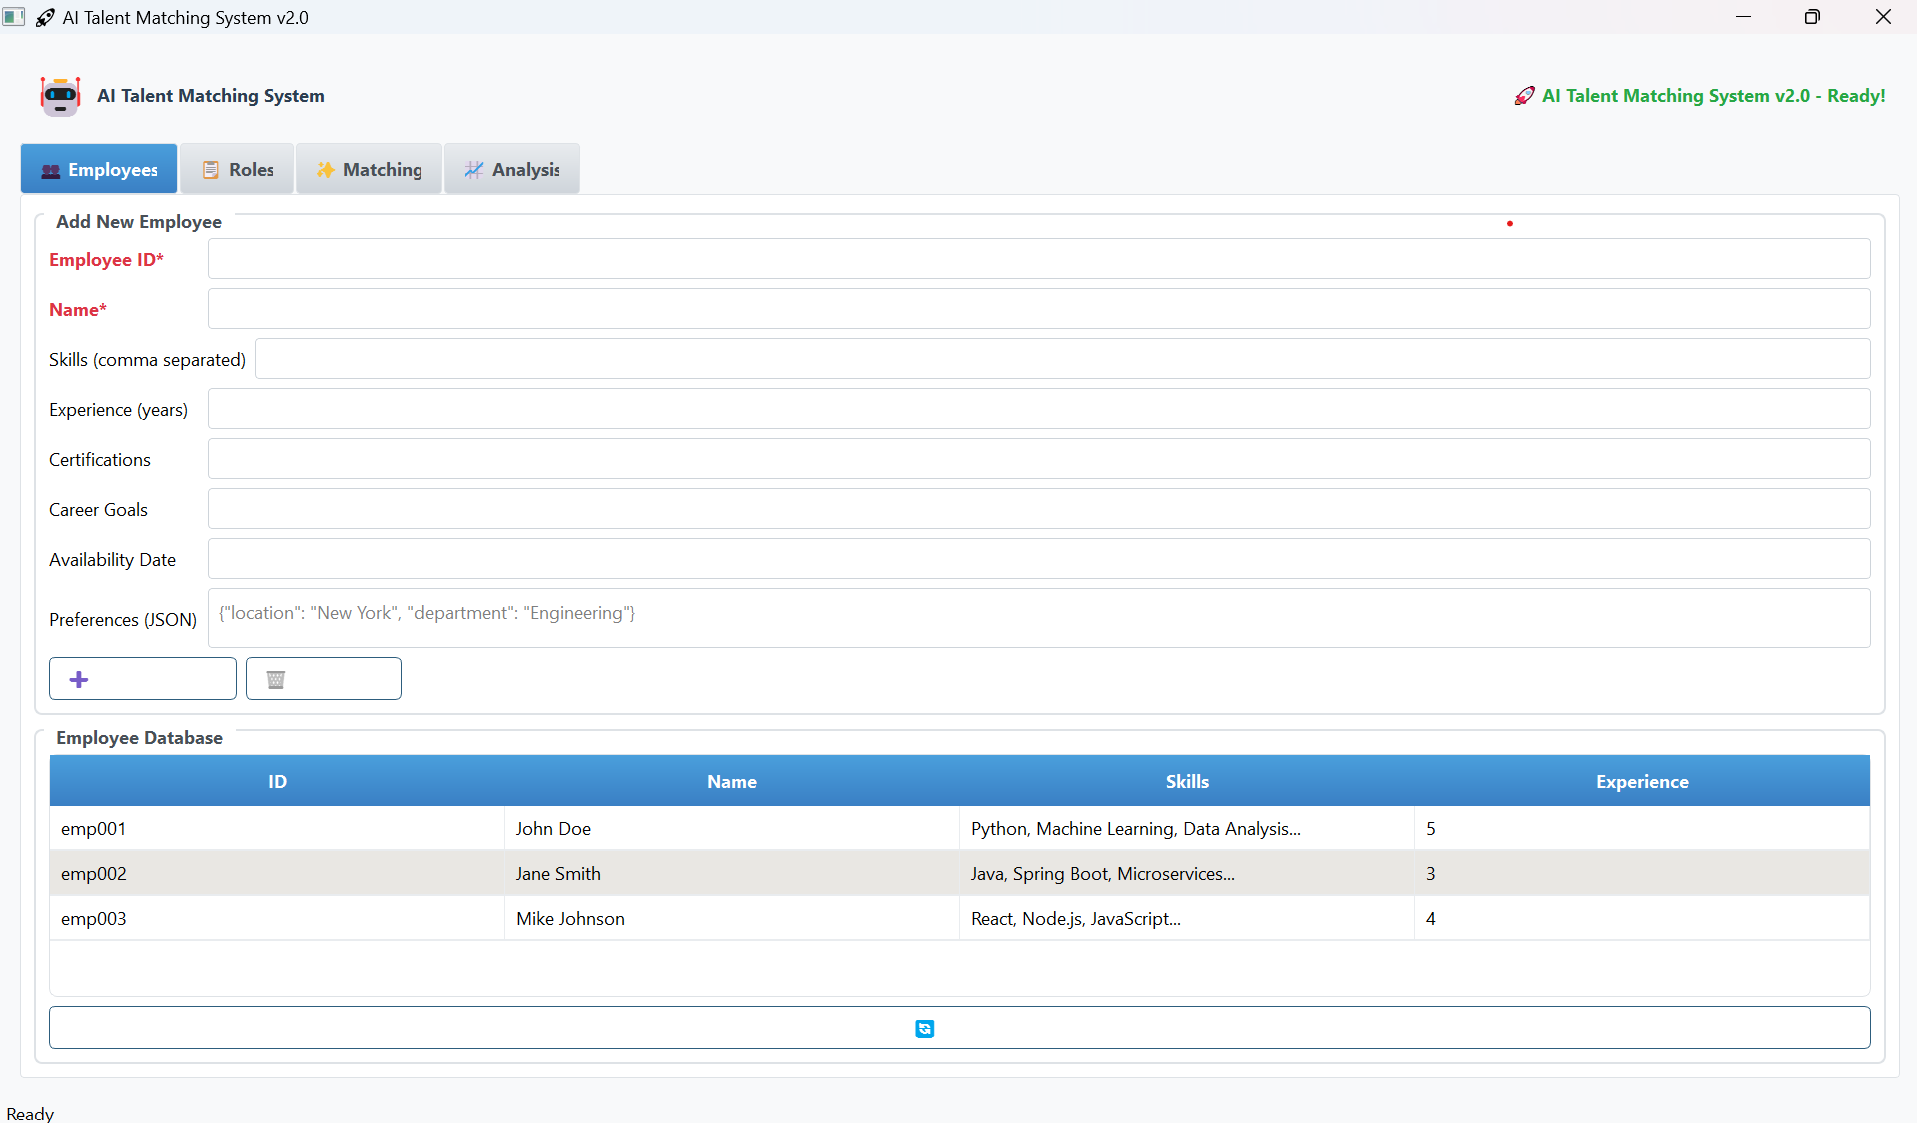 AI Talent Matching System v2.0
AI Talent Matching System
AI Talent Matching System v2.0 - Ready!
Employees
Roles
Matching
Analysis
Add New Employee
Employee ID*
Name*
Skills (comma separated)
Experience (years)
Certifications
Career Goals
Availability Date
Preferences (JSON)
{"location": "New York", "department": "Engineering"}
Employee Database
ID Name Skills Experience
emp001 John Doe Python, Machine Learning, Data Analysis... 5
emp002 Jane Smith Java, Spring Boot, Microservices... 3
emp003 Mike Johnson React, Node.js, JavaScript... 4
Ready